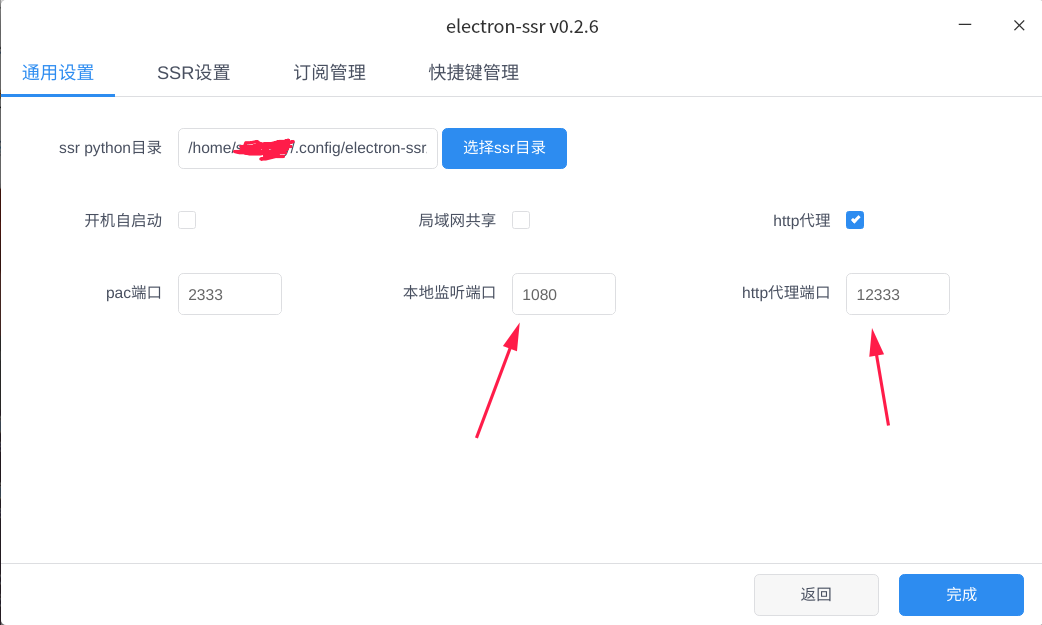 electron-ssr v0.2.6
通用设置 SSR设置 订阅管理 快捷键管理
ssr python目录 /home/ /.config/electron-ssr 选择ssr目录
开机自启动 局域网共享 http代理
pac端口 2333 本地监听端口 1080 http代理端口 12333
返回 完成